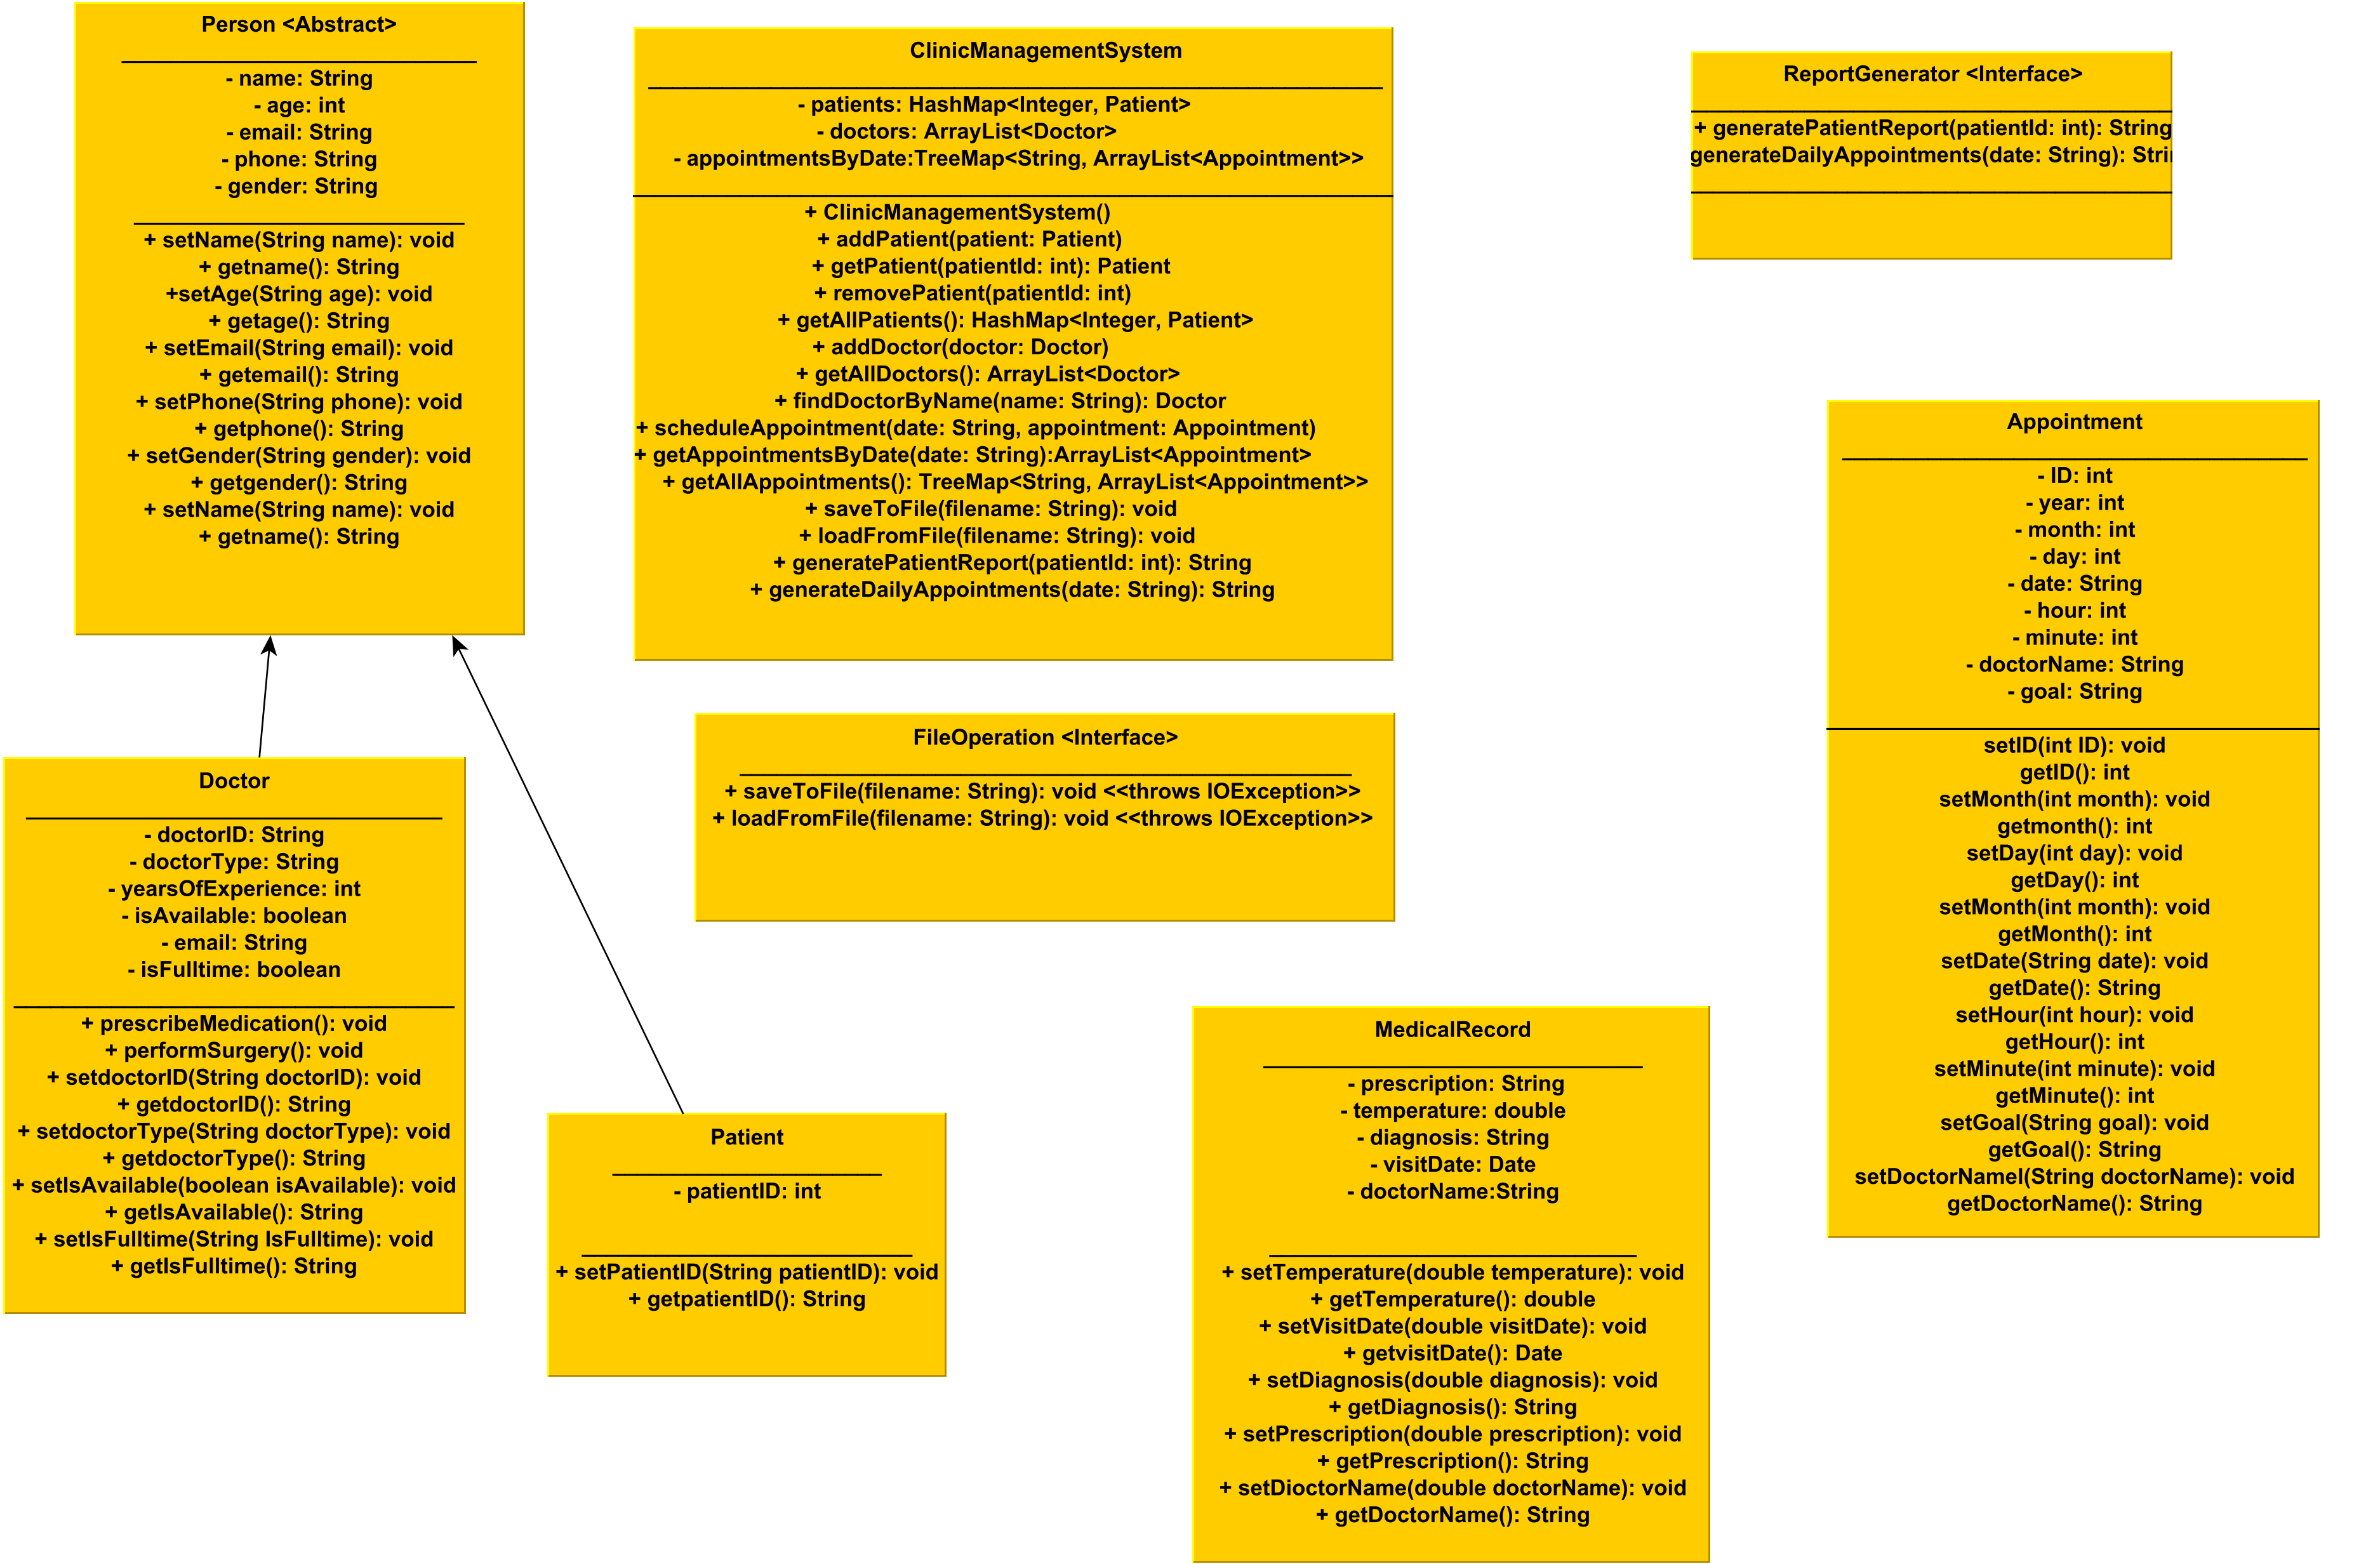 Person <Abstract>
- name: String
- age: int
- email: String
- phone: String
- gender: String
+ setName(String name): void
+ getname(): String
+setAge(String age): void
+ getage(): String
+ setEmail(String email): void
+ getemail(): String
+ setPhone(String phone): void
+ getphone(): String
+ setGender(String gender): void
+ getgender(): String
+ setName(String name): void
+ getname(): String
ClinicManagementSystem
- patients: HashMap<Integer, Patient>
- doctors: ArrayList<Doctor>
- appointmentsByDate:TreeMap<String, ArrayList<Appointment>>
+ ClinicManagementSystem()
+ addPatient(patient: Patient)
+ getPatient(patientId: int): Patient
+ removePatient(patientId: int)
+ getAllPatients(): HashMap<Integer, Patient>
+ addDoctor(doctor: Doctor)
+ getAllDoctors(): ArrayList<Doctor>
+ findDoctorByName(name: String): Doctor
+ scheduleAppointment(date: String, appointment: Appointment)
+ getAppointmentsByDate(date: String):ArrayList<Appointment>
+ getAllAppointments(): TreeMap<String, ArrayList<Appointment>>
+ saveToFile(filename: String): void
+ loadFromFile(filename: String): void
+ generatePatientReport(patientId: int): String
+ generateDailyAppointments(date: String): String
ReportGenerator <Interface>
+ generatePatientReport(patientId: int): String
generateDailyAppointments(date: String): Stri
Appointment
- ID: int
- year: int
- month: int
- day: int
- date: String
- hour: int
- minute: int
- doctorName: String
- goal: String
setID(int ID): void
getID(): int
setMonth(int month): void
getmonth(): int
setDay(int day): void
getDay(): int
setMonth(int month): void
getMonth(): int
setDate(String date): void
getDate(): String
setHour(int hour): void
getHour(): int
setMinute(int minute): void
getMinute(): int
setGoal(String goal): void
getGoal(): String
setDoctorNamel(String doctorName): void
getDoctorName(): String
FileOperation <Interface>
+ saveToFile(filename: String): void <<throws IOException>>
+ loadFromFile(filename: String): void <<throws IOException>>
Doctor
- doctorID: String
- doctorType: String
- yearsOfExperience: int
- isAvailable: boolean
- email: String
- isFulltime: boolean
+ prescribeMedication(): void
+ performSurgery(): void
+ setdoctorID(String doctorID): void
+ getdoctorID(): String
+ setdoctorType(String doctorType): void
+ getdoctorType(): String
+ setIsAvailable(boolean isAvailable): void
+ getIsAvailable(): String
+ setIsFulltime(String IsFulltime): void
+ getIsFulltime(): String
Patient
- patientID: int
+ setPatientID(String patientID): void
+ getpatientID(): String
MedicalRecord
- prescription: String
- temperature: double
- diagnosis: String
- visitDate: Date
- doctorName:String
+ setTemperature(double temperature): void
+ getTemperature(): double
+ setVisitDate(double visitDate): void
+ getvisitDate(): Date
+ setDiagnosis(double diagnosis): void
+ getDiagnosis(): String
+ setPrescription(double prescription): void
+ getPrescription(): String
+ setDioctorName(double doctorName): void
+ getDoctorName(): String